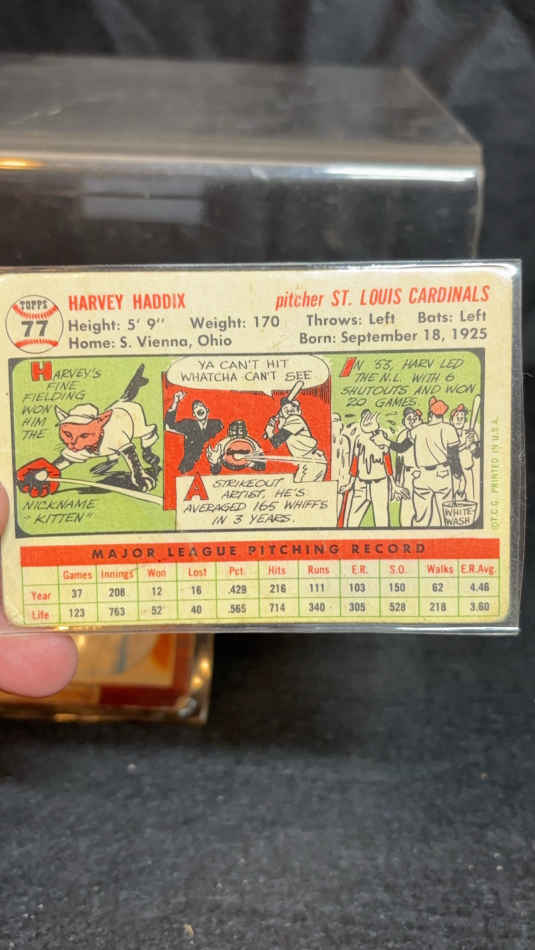 TOPPS
77
HARVEY HADDIX
pitcher ST. LOUIS CARDINALS
Height: 5' 9" Weight: 170 Throws: Left Bats: Left
Home: S. Vienna, Ohio Born: September 18, 1925
HARVEY'S
FINE
FIELDING
WON
HIM
THE
NICKNAME
"KITTEN"
YA CAN'T HIT
WHATCHA CAN'T SEE
A STRIKEOUT
ARTIST, HE'S
AVERAGED 165 WHIFFS
IN 3 YEARS.
IN '53, HARV LED
THE N.L. WITH 6
SHUTOUTS AND WON
20 GAMES.
WHITE
WASH
©T.C.G. PRINTED IN U.S.A.
MAJOR LEAGUE PITCHING RECORD
Games Innings Won Lost Pct. Hits Runs E.R. S.O. Walks E.R.Avg.
Year 37 208 12 16 .429 216 111 103 150 62 4.46
Life 123 763 52 40 .565 714 340 305 528 218 3.60